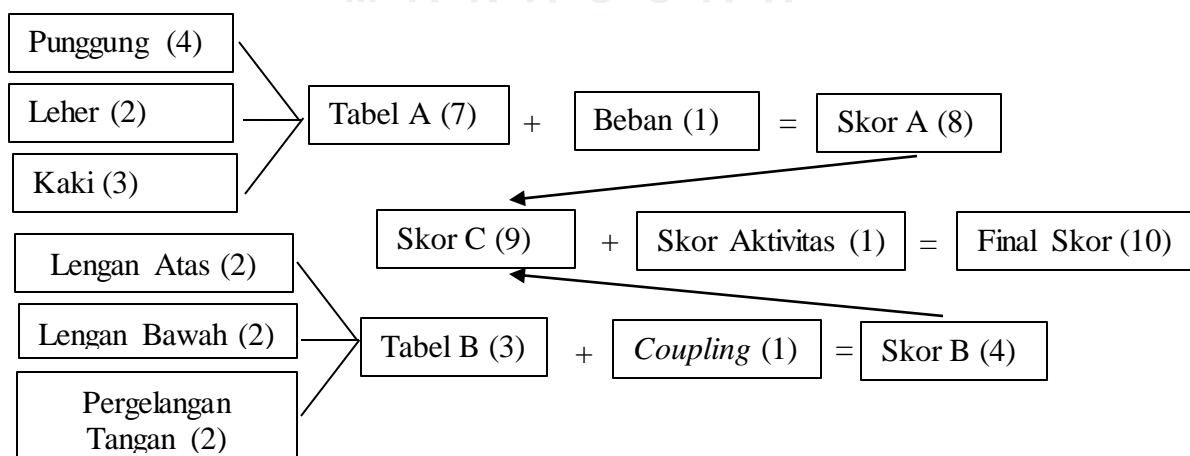 Punggung (4)
Leher (2)
Kaki (3)
Tabel A (7) + Beban (1) = Skor A (8)
Skor C (9) + Skor Aktivitas (1) = Final Skor (10)
Lengan Atas (2)
Lengan Bawah (2)
Pergelangan
Tangan (2)
Tabel B (3) + Coupling (1) = Skor B (4)